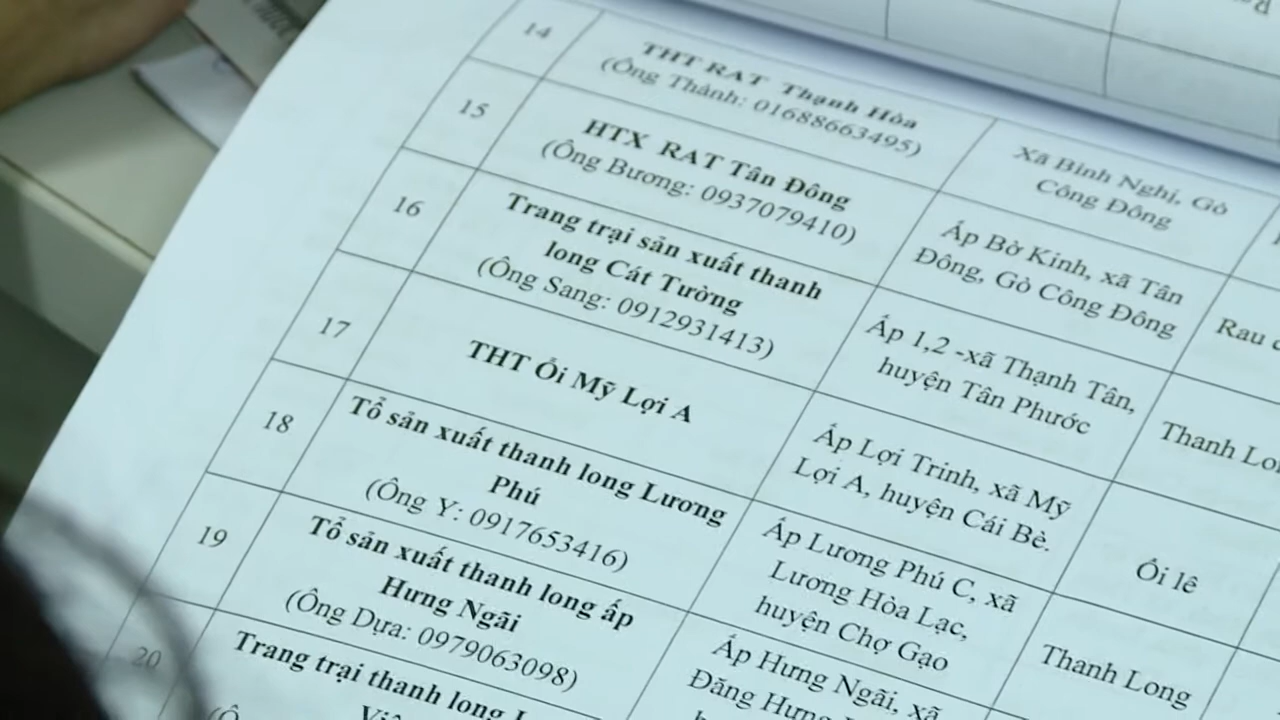 14
THT RAT Thạnh Hòa
(Ông Thành: 01688663495)
Xã Bình Nghị, Gò
Công Đông
15
HTX RAT Tân Đông
(Ông Bương: 0937079410)
Ấp Bờ Kinh, xã Tân
Đông, Gò Công Đông
Rau
16
Trang trại sản xuất thanh
long Cát Tường
(Ông Sang: 0912931413)
Ấp 1,2 -xã Thạnh Tân,
huyện Tân Phước
Thanh
17
THT Ổi Mỹ Lợi A
Ấp Lợi Trinh, xã Mỹ
Lợi A, huyện Cái Bè.
Ổi lê
18
Tổ sản xuất thanh long Lương
Phú
(Ông Y: 0917653416)
Ấp Lương Phú C, xã
Lương Hòa Lạc,
huyện Chợ Gạo
Thanh Long
19
Tổ sản xuất thanh long ấp
Hưng Ngãi
(Ông Dựa: 0979063098)
Ấp Hưng Ngãi, xã
Đăng Hưng
20
Trang trại thanh long